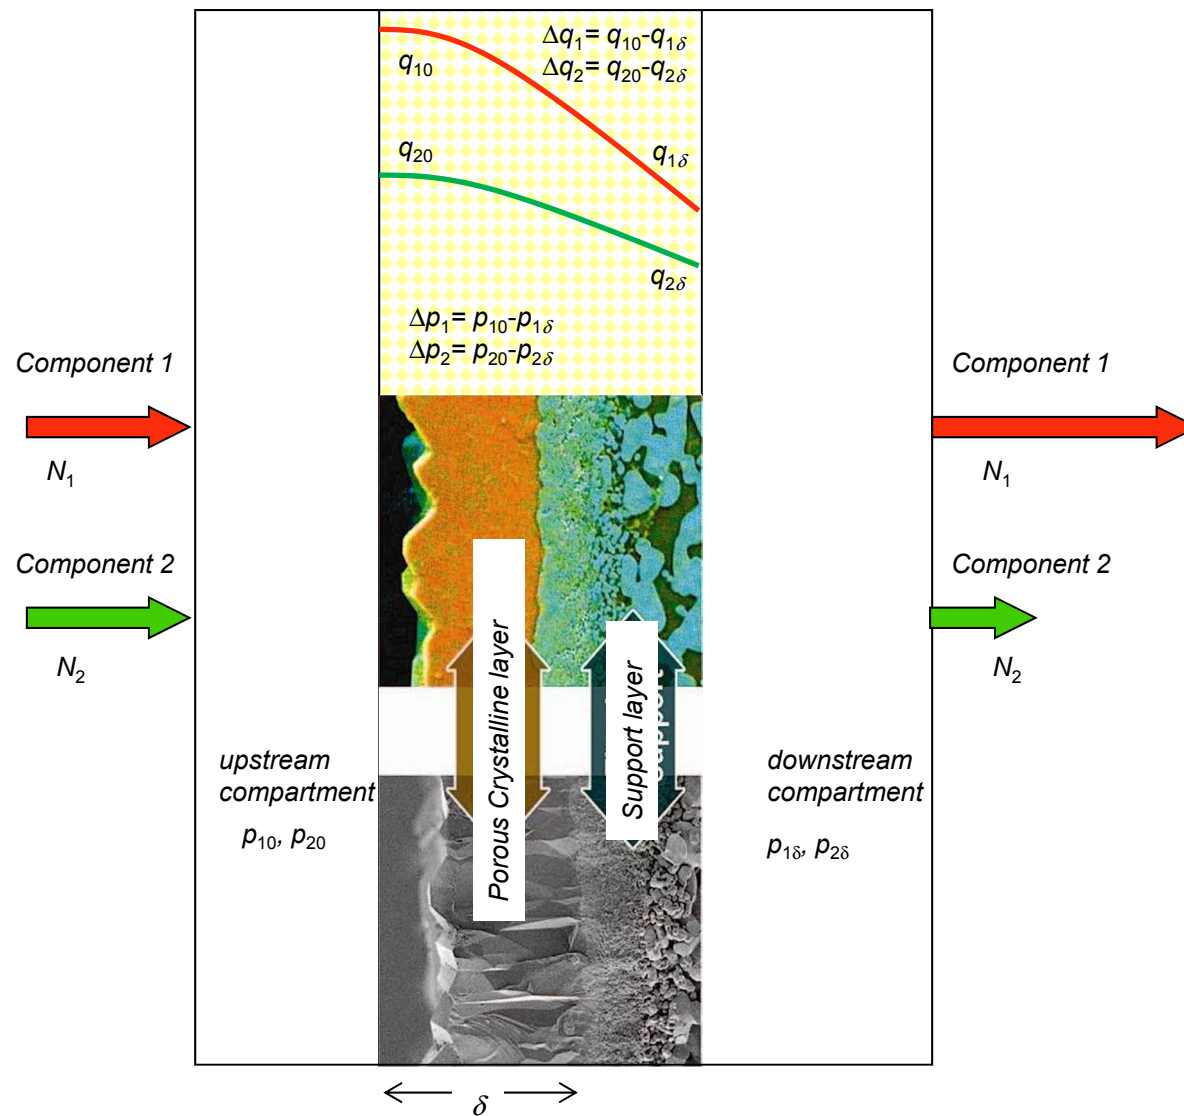 Δq₁= q₁₀-q₁δ
Δq₂= q₂₀-q₂δ
q₁₀
q₂₀
q₁δ
q₂δ
Δp₁= p₁₀-p₁δ
Δp₂= p₂₀-p₂δ
Component 1
N₁
Component 2
N₂
Component 1
N₁
Component 2
N₂
upstream
compartment
p₁₀, p₂₀
Porous Crystalline layer
Support layer
support
downstream
compartment
p₁δ, p₂δ
δ